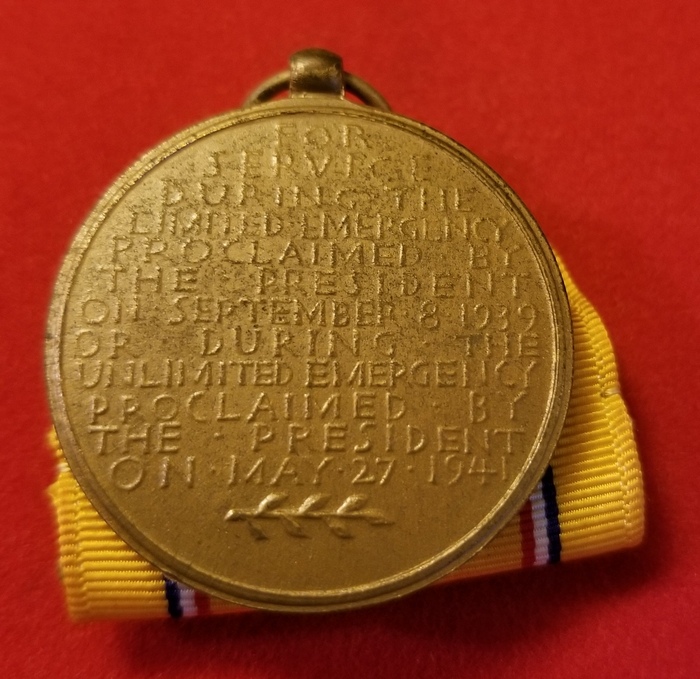 FOR
SERVICE
DURING·THE
LIMITED·EMERGENCY
PROCLAIMED BY
THE PRESIDENT
ON SEPTEMBER·8·1939
OR DURING · THE
UNLIMITED EMERGENCY
PROCLAIMED · BY
THE · PRESIDENT
ON·MAY·27·1941